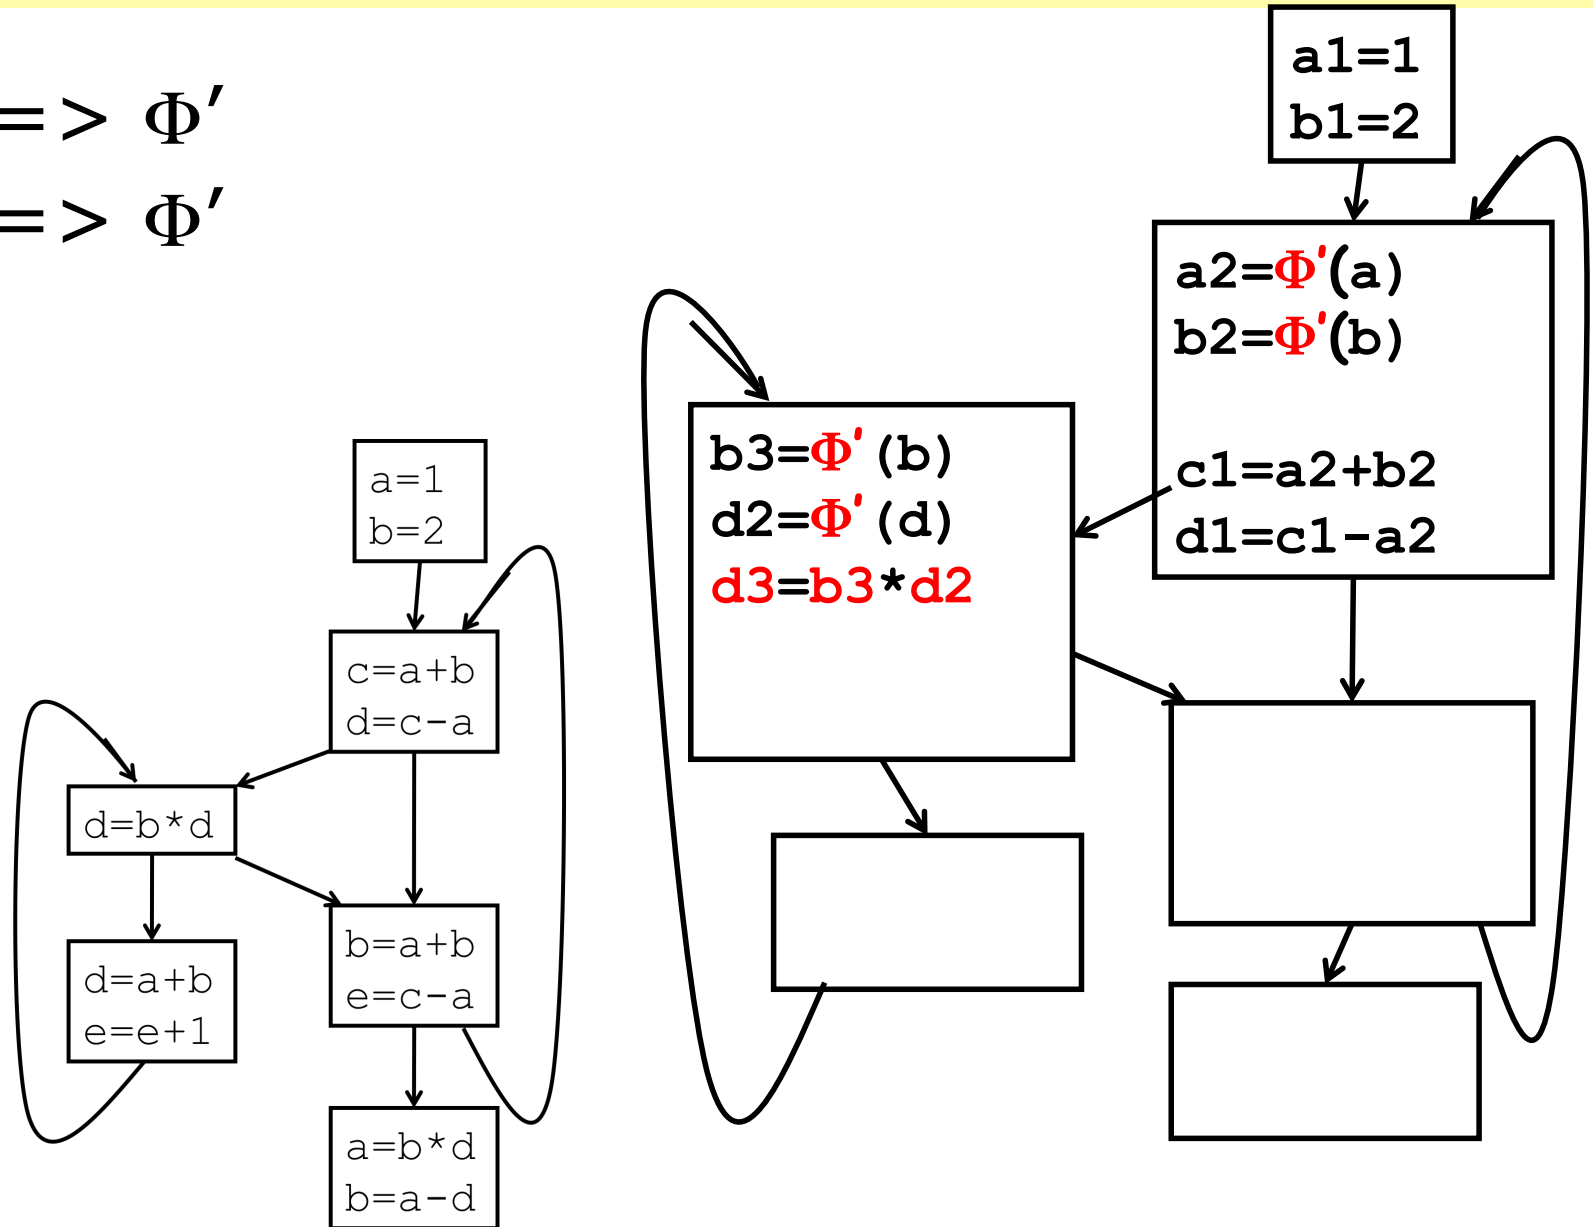 => Φ′
=> Φ′
a=1
b=2
c=a+b
d=c-a
d=b*d
d=a+b
e=e+1
b=a+b
e=c-a
a=b*d
b=a-d
a1=1
b1=2
a2=Φ′(a)
b2=Φ′(b)
c1=a2+b2
d1=c1-a2
b3=Φ′(b)
d2=Φ′(d)
d3=b3*d2